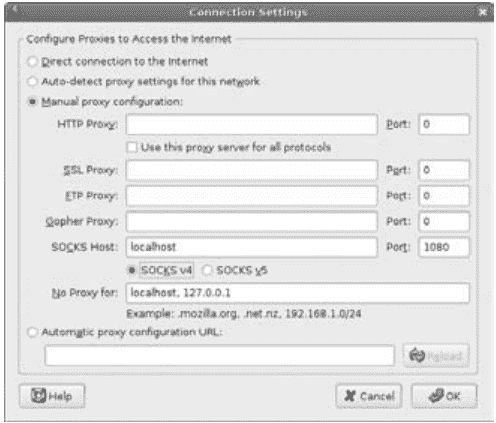 Connection Settings
Configure Proxies to Access the Internet
Direct connection to the Internet
Auto-detect proxy settings for this network
Manual proxy configuration:
HTTP Proxy: Port: 0
Use this proxy server for all protocols
SSL Proxy: Port: 0
FTP Proxy: Port: 0
Gopher Proxy: Port: 0
SOCKS Host: localhost Port: 1080
SOCKS v4 SOCKS v5
No Proxy for: localhost, 127.0.0.1
Example: .mozilla.org, .net.nz, 192.168.1.0/24
Automatic proxy configuration URL:
Reload
Help Cancel OK